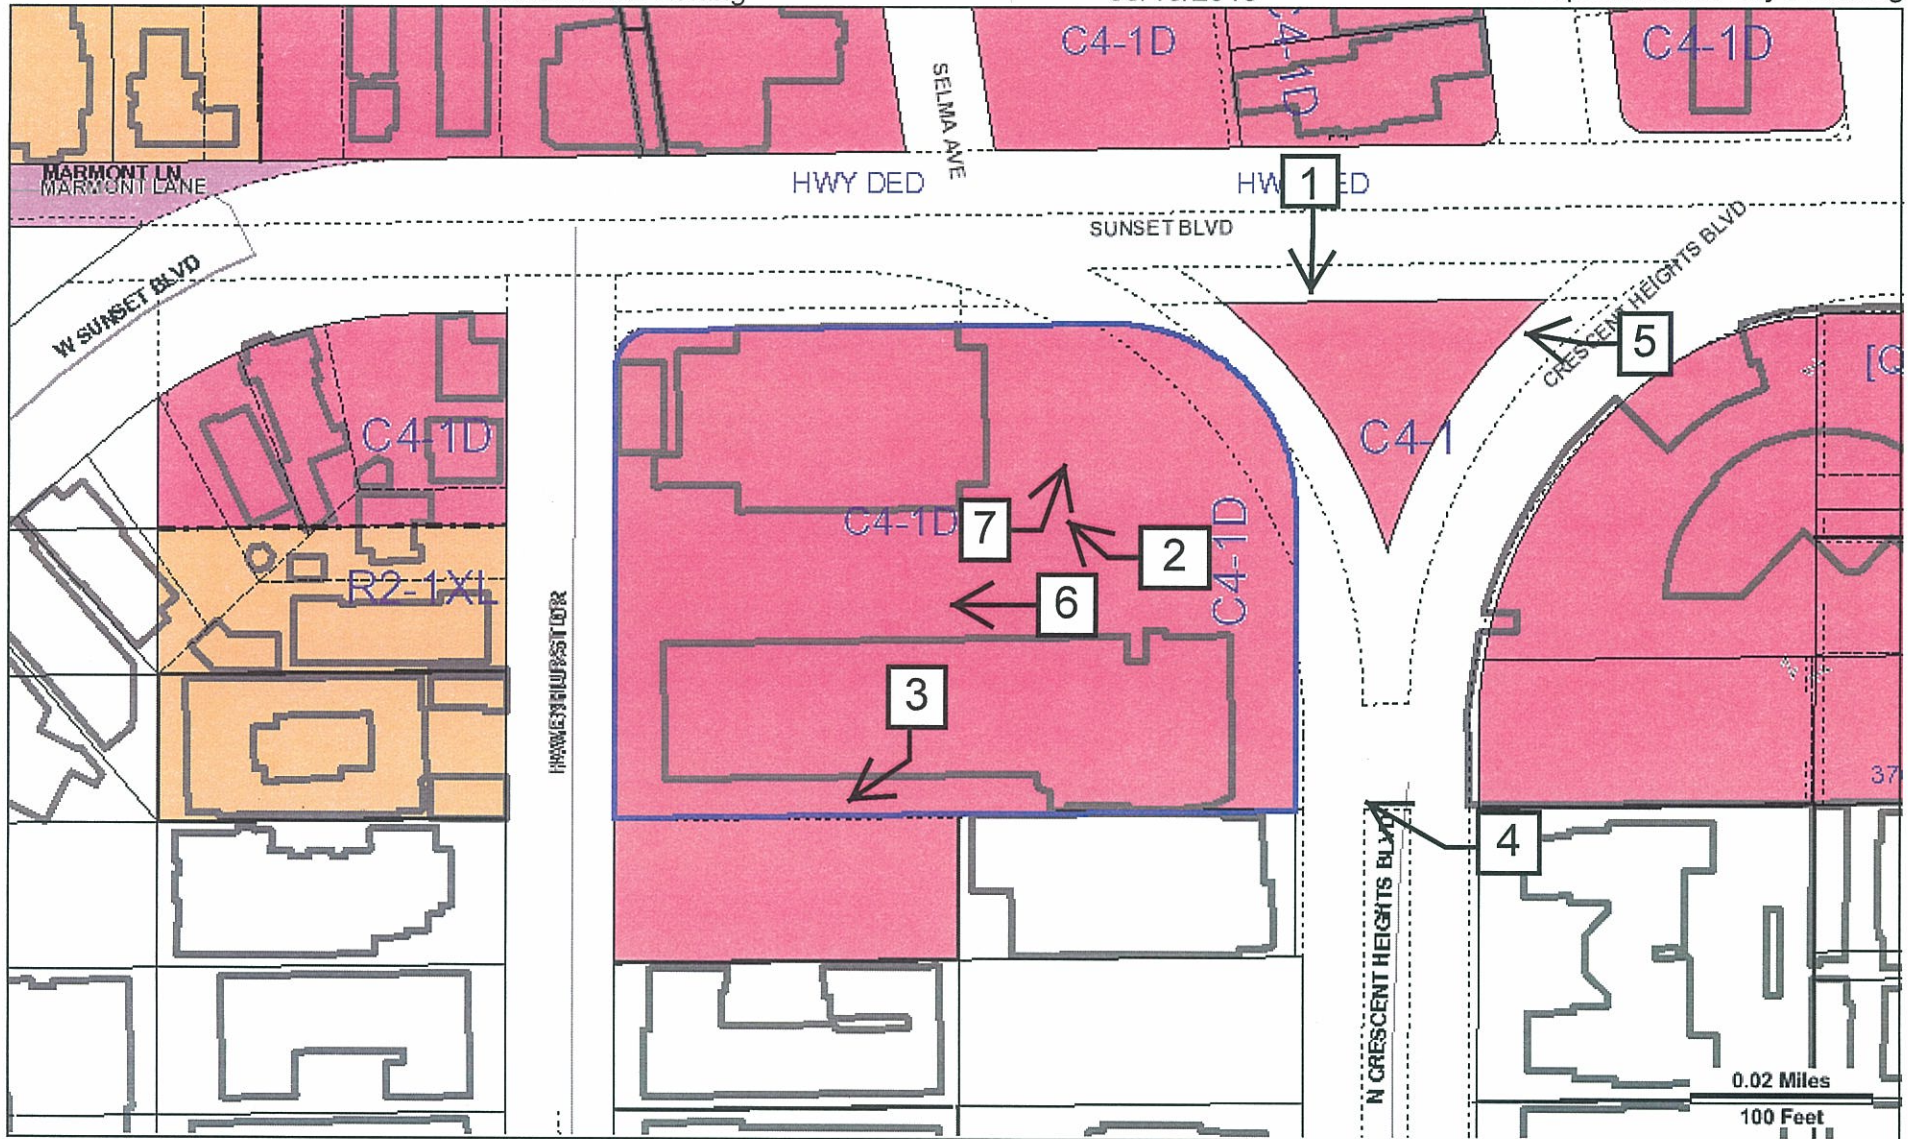 C4-1D
C4-1D
C4-1D
SELMA AVE
MARMONT LN
MARMONT LANE
HWY DED
HW ED
1
SUNSET BLVD
W SUNSET BLVD
CRESCENT HEIGHTS BLVD
5
[Q
C4-1D
C4-1
C4-1D
7
2
C4-1D
R2-1XL
6
HAVENHURST DR
3
37
4
N CRESCENT HEIGHTS BLVD
0.02 Miles
100 Feet